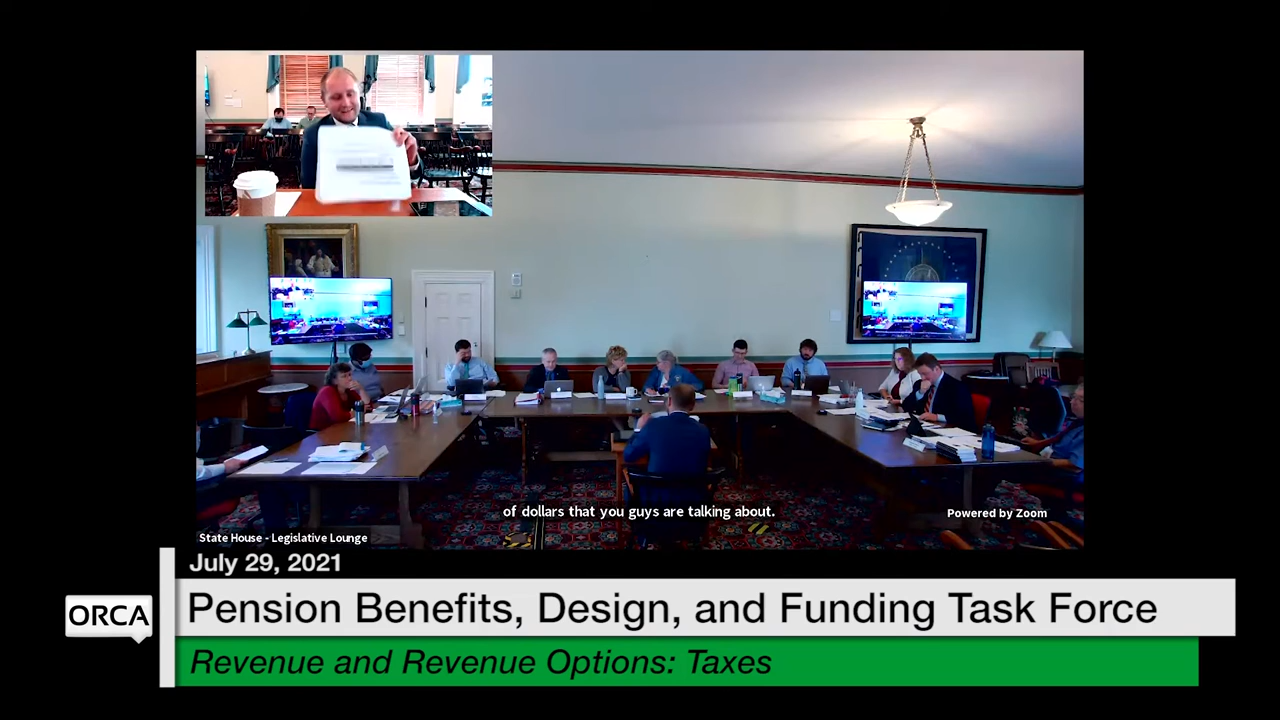 of dollars that you guys are talking about.
Powered by Zoom
State House - Legislative Lounge
July 29, 2021
ORCA
Pension Benefits, Design, and Funding Task Force
Revenue and Revenue Options: Taxes